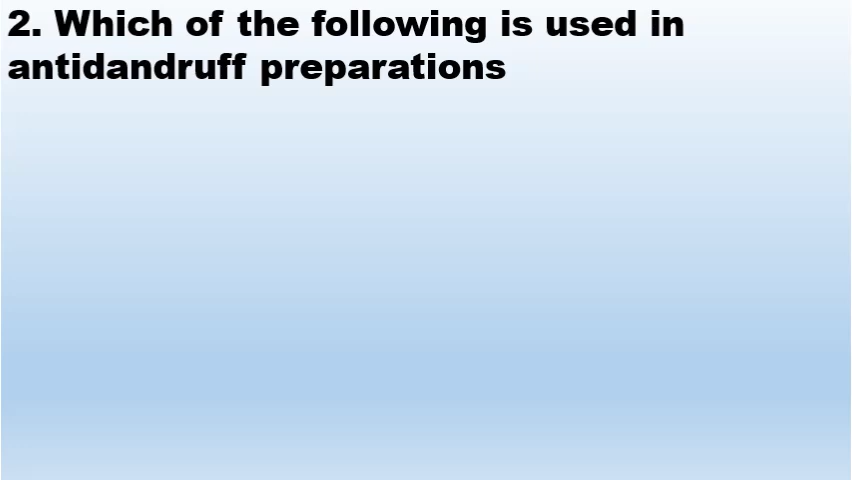 2. Which of the following is used in
antidandruff preparations